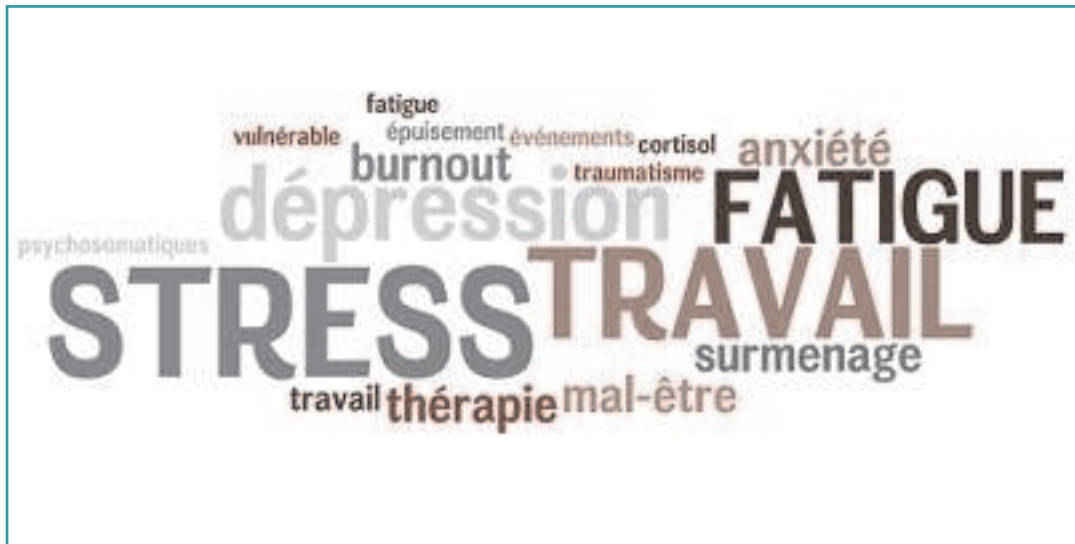 fatigue
vulnérable épuisement événements cortisol anxiété
burnout traumatisme
dépression FATIGUE
psychosomatiques
STRESS TRAVAIL
surmenage
travail thérapie mal-être